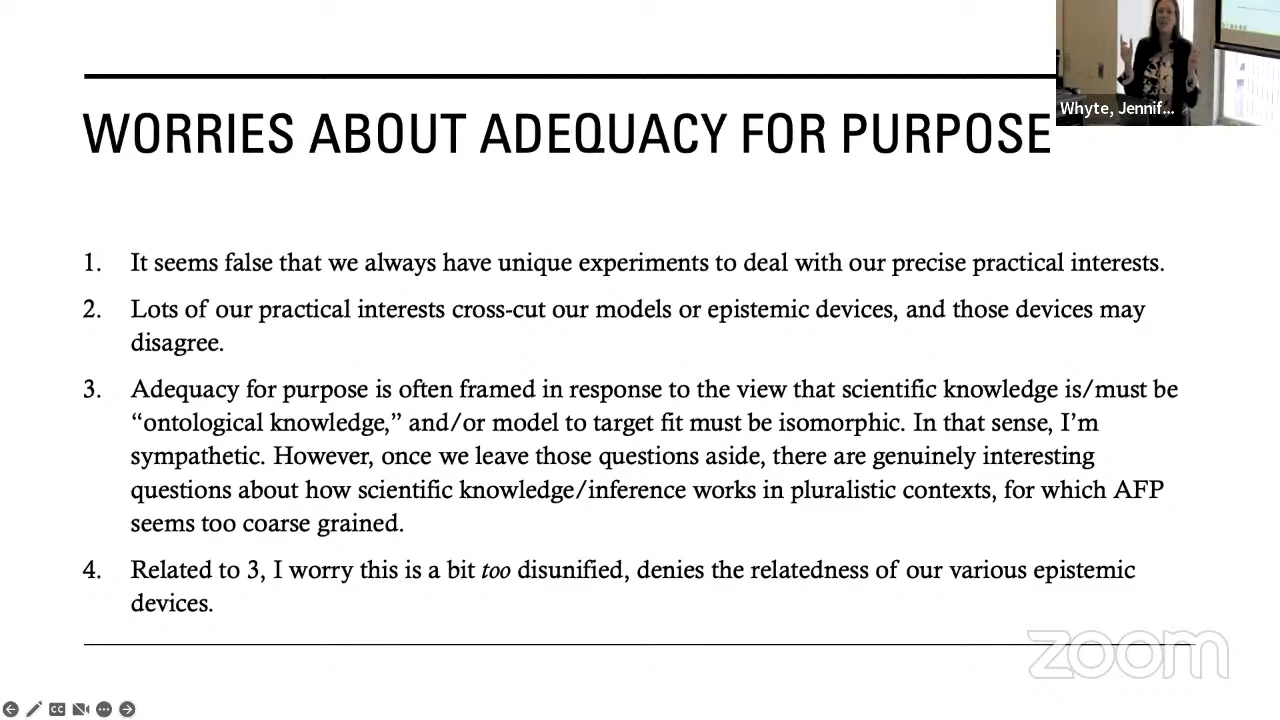 Whyte, Jennif...
WORRIES ABOUT ADEQUACY FOR PURPOSE
1. It seems false that we always have unique experiments to deal with our precise practical interests.
2. Lots of our practical interests cross-cut our models or epistemic devices, and those devices may
disagree.
3. Adequacy for purpose is often framed in response to the view that scientific knowledge is/must be
“ontological knowledge,” and/or model to target fit must be isomorphic. In that sense, I’m
sympathetic. However, once we leave those questions aside, there are genuinely interesting
questions about how scientific knowledge/inference works in pluralistic contexts, for which AFP
seems too coarse grained.
4. Related to 3, I worry this is a bit too disunified, denies the relatedness of our various epistemic
devices.
zoom
CC